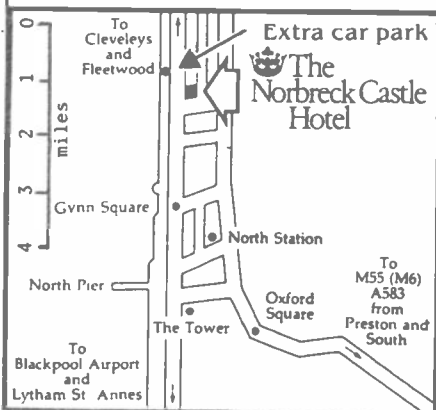 0
1
2
3
4
miles
To
Cleveleys
and
Fleetwood
Extra car park
The
Norbreck Castle
Hotel
Gynn Square
North Station
North Pier
The Tower
Oxford
Square
To
M55 (M6)
A583
from
Preston and
South
To
Blackpool Airport
and
Lytham St Annes